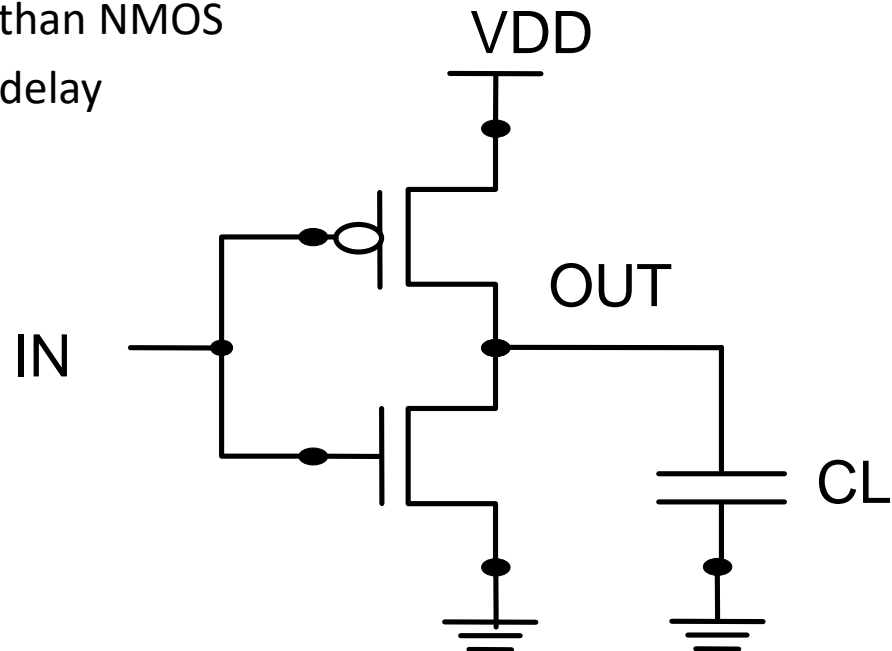 than NMOS
delay
VDD
OUT
IN
CL